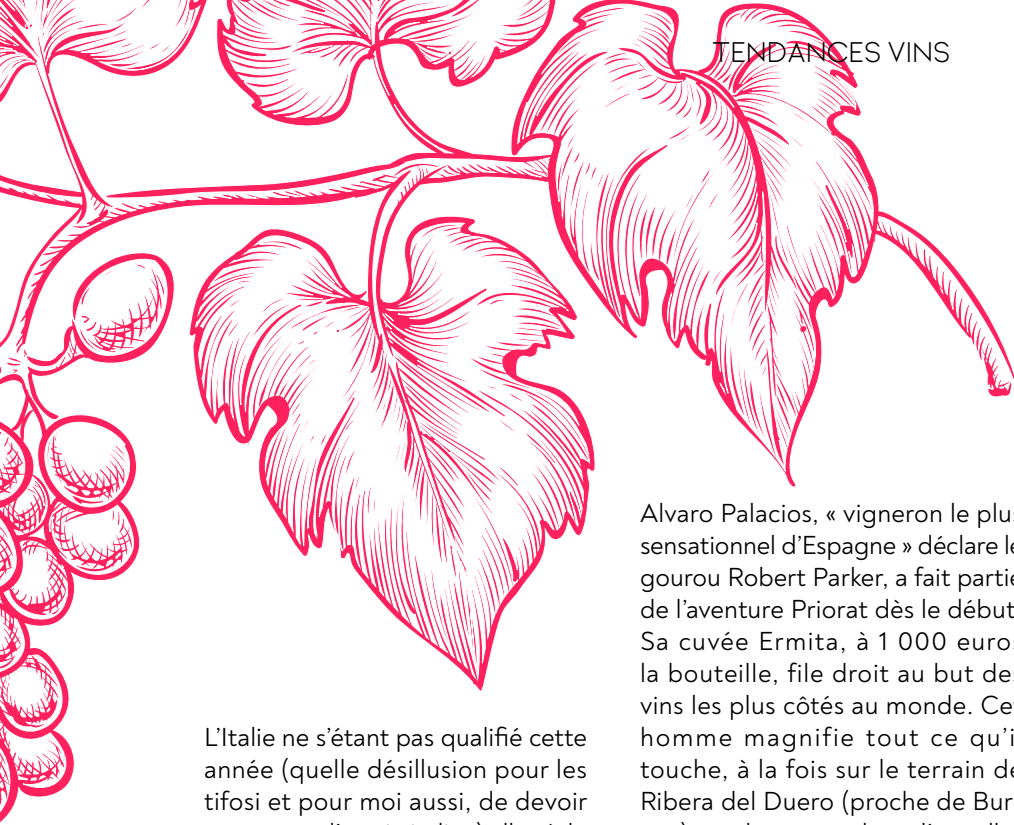 TENDANCES VINS
L’Italie ne s’étant pas qualifié cette
année (quelle désillusion pour les
tifosi et pour moi aussi, de devoir
Alvaro Palacios, « vigneron le plus
sensationnel d’Espagne » déclare le
gourou Robert Parker, a fait partie
de l’aventure Priorat dès le début.
Sa cuvée Ermita, à 1 000 euros
la bouteille, file droit au but des
vins les plus côtés au monde. Cet
homme magnifie tout ce qu’il
touche, à la fois sur le terrain de
Ribera del Duero (proche de Bur